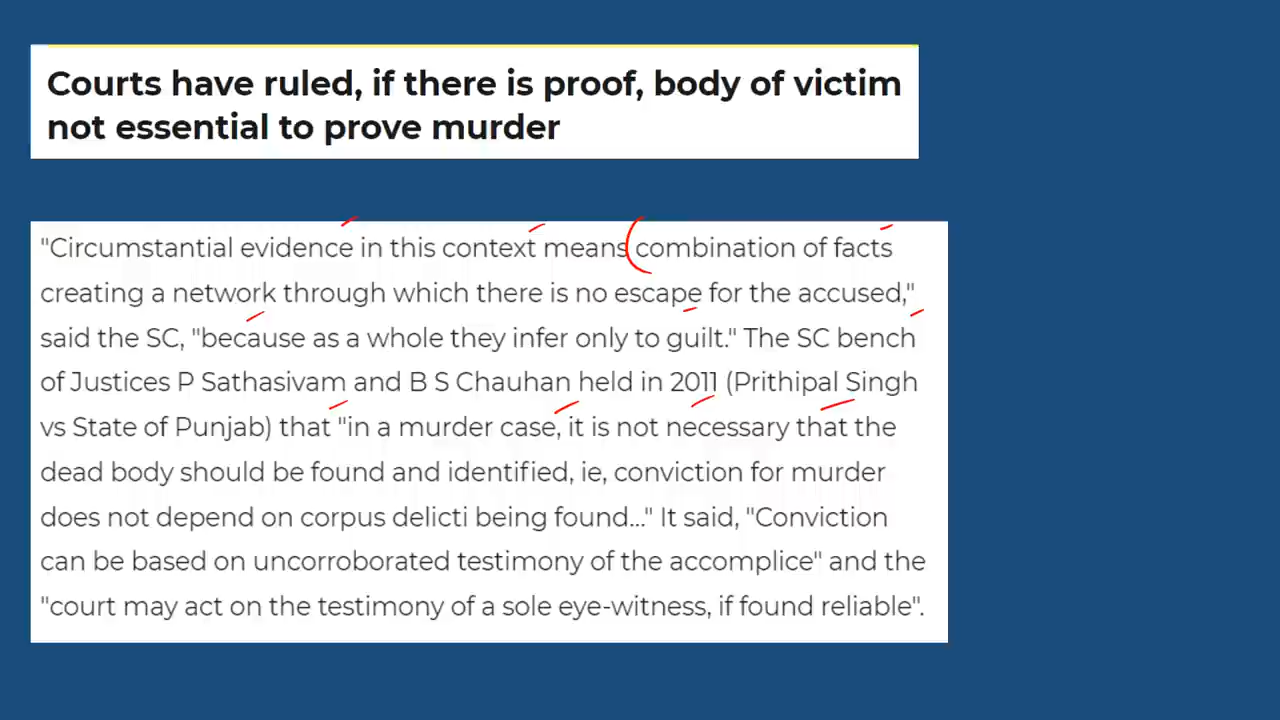 Courts have ruled, if there is proof, body of victim
not essential to prove murder
"Circumstantial evidence in this context means combination of facts
creating a network through which there is no escape for the accused,"
said the SC, "because as a whole they infer only to guilt." The SC bench
of Justices P Sathasivam and B S Chauhan held in 2011 (Prithipal Singh
vs State of Punjab) that "in a murder case, it is not necessary that the
dead body should be found and identified, ie, conviction for murder
does not depend on corpus delicti being found..." It said, "Conviction
can be based on uncorroborated testimony of the accomplice" and the
"court may act on the testimony of a sole eye-witness, if found reliable".